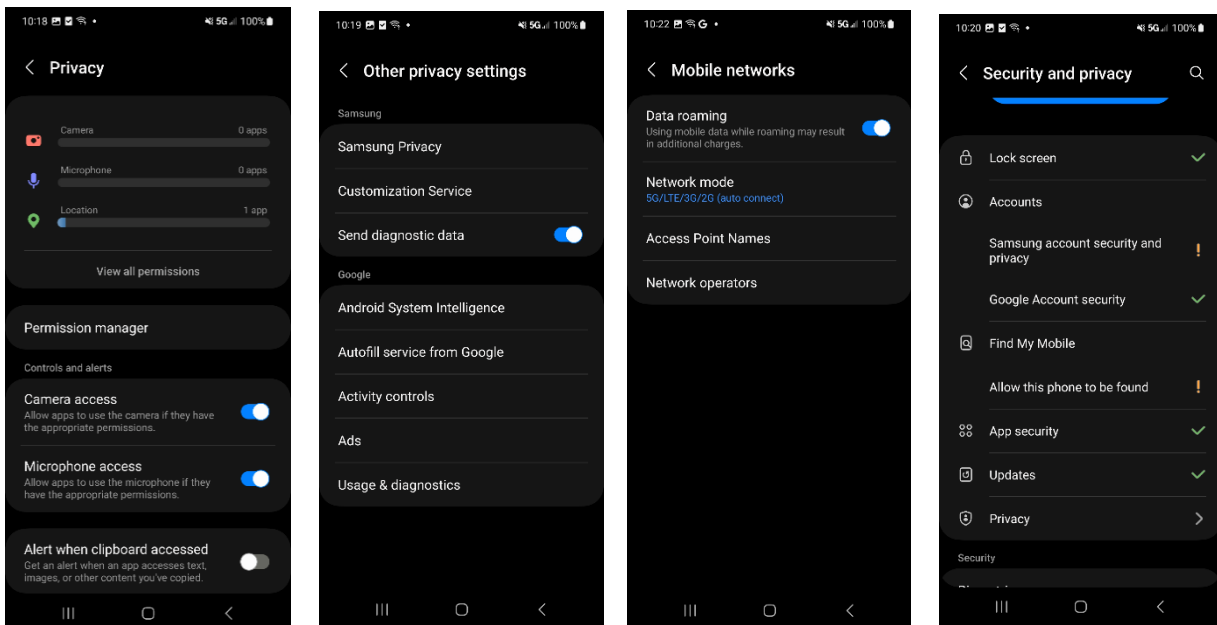 10:18
5G 100%
Privacy
Camera 0 apps
Microphone 0 apps
Location 1 app
View all permissions
Permission manager
Controls and alerts
Camera access
Allow apps to use the camera if they have
the appropriate permissions.
Microphone access
Allow apps to use the microphone if they
have the appropriate permissions.
Alert when clipboard accessed
Get an alert when an app accesses text,
images, or other content you've copied.
10:19
5G 100%
Other privacy settings
Samsung
Samsung Privacy
Customization Service
Send diagnostic data
Google
Android System Intelligence
Autofill service from Google
Activity controls
Ads
Usage & diagnostics
10:22 G
5G 100%
Mobile networks
Data roaming
Using mobile data while roaming may result
in additional charges.
Network mode
5G/LTE/3G/2G (auto connect)
Access Point Names
Network operators
10:20
5G 100%
Security and privacy
Lock screen
Accounts
Samsung account security and
privacy
Google Account security
Find My Mobile
Allow this phone to be found
App security
Updates
Privacy
Security